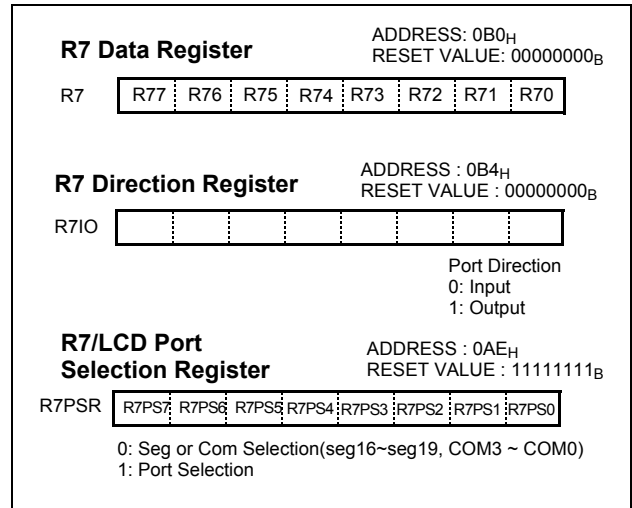 R7 Data Register
ADDRESS: 0B0H
RESET VALUE: 00000000B
R7
R77 R76 R75 R74 R73 R72 R71 R70
R7 Direction Register
ADDRESS : 0B4H
RESET VALUE : 00000000B
R7IO
Port Direction
0: Input
1: Output
R7/LCD Port
Selection Register
ADDRESS : 0AEH
RESET VALUE : 11111111B
R7PSR
R7PS7 R7PS6 R7PS5 R7PS4 R7PS3 R7PS2 R7PS1 R7PS0
0: Seg or Com Selection(seg16~seg19, COM3 ~ COM0)
1: Port Selection